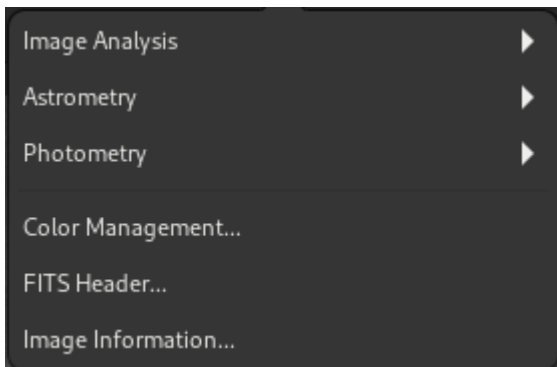 Image Analysis
Astrometry
Photometry
Color Management...
FITS Header...
Image Information...